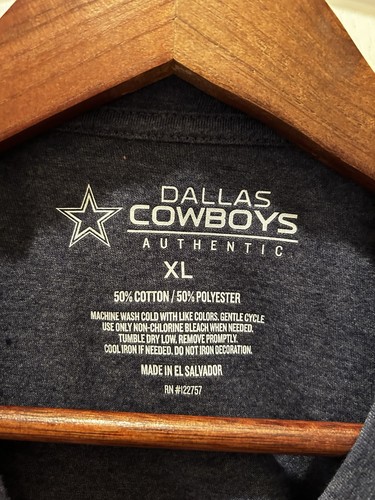 DALLAS
COWBOYS
AUTHENTIC
XL
50% COTTON / 50% POLYESTER
MACHINE WASH COLD WITH LIKE COLORS. GENTLE CYCLE
USE ONLY NON-CHLORINE BLEACH WHEN NEEDED.
TUMBLE DRY LOW. REMOVE PROMPTLY.
COOL IRON IF NEEDED. DO NOT IRON DECORATION.
MADE IN EL SALVADOR
RN #122757